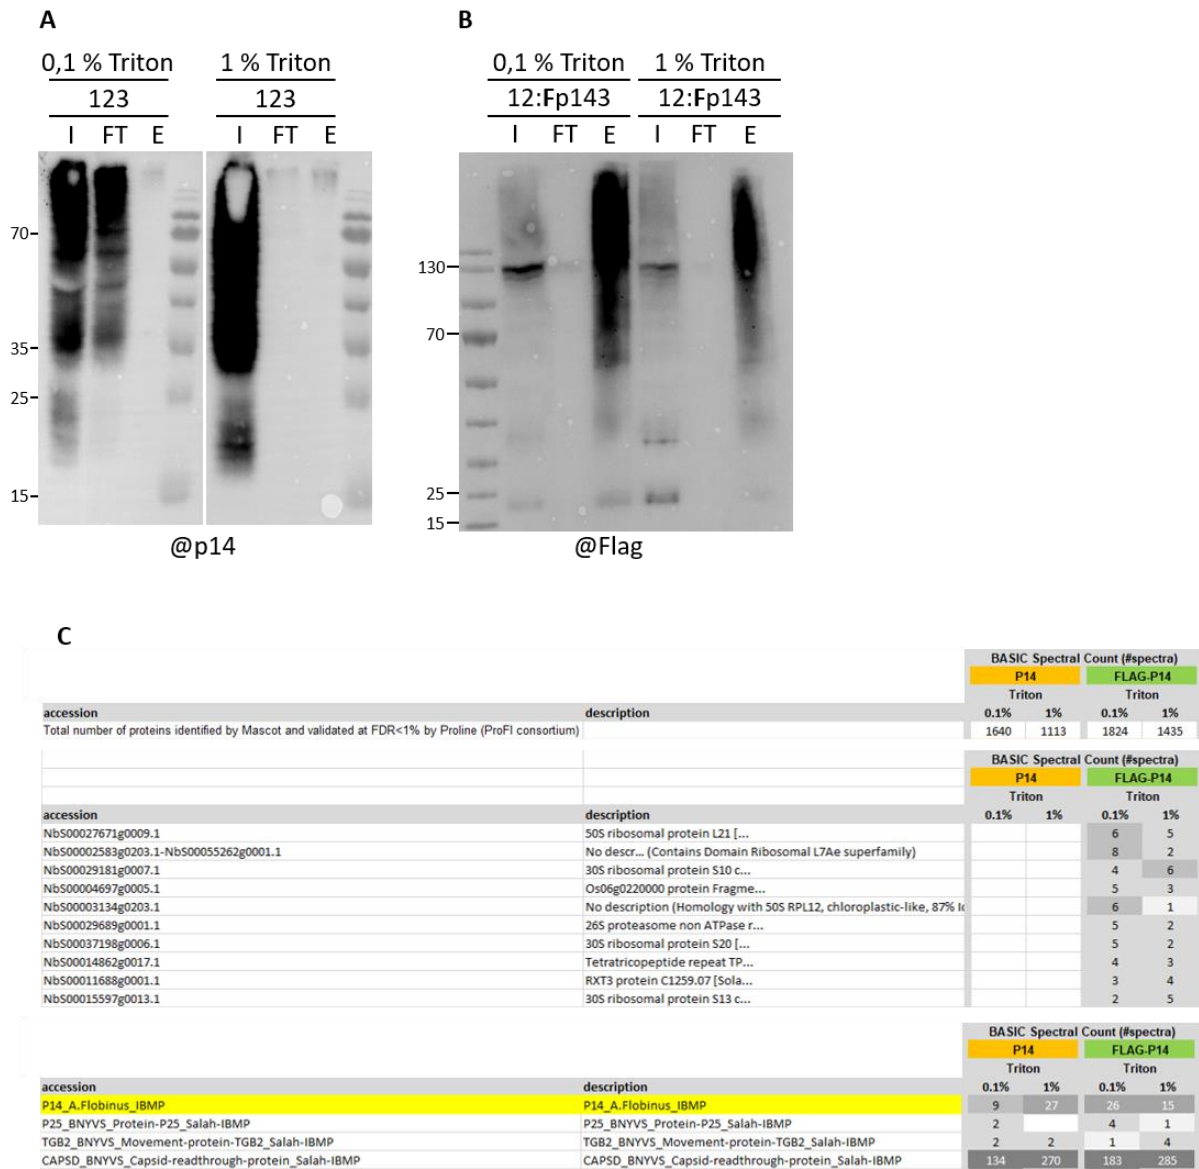 A
0,1 % Triton 1 % Triton
123 123
I FT E I FT E
70
35
25
15
@p14
B
0,1 % Triton 1 % Triton
12:Fp143 12:Fp143
I FT E I FT E
130
70
25
15
@Flag
C
BASIC Spectral Count (#spectra)
P14 FLAG-P14
Triton Triton
accession description 0.1% 1% 0.1% 1%
Total number of proteins identified by Mascot and validated at FDR<1% by Proline (ProFI consortium) 1640 1113 1824 1435
BASIC Spectral Count (#spectra)
P14 FLAG-P14
Triton Triton
accession description 0.1% 1% 0.1% 1%
NbS00027671g0009.1 50S ribosomal protein L21 [... 6 5
NbS00002583g0203.1-NbS00055262g0001.1 No descr... (Contains Domain Ribosomal L7Ae superfamily) 8 2
NbS00029181g0007.1 30S ribosomal protein S10 c... 4 6
NbS00004697g0005.1 Os06g0220000 protein Fragme... 5 3
NbS00003134g0203.1 No description (Homology with 50S RPL12, chloroplastic-like, 87% 6 1
NbS00029689g0001.1 26S proteasome non ATPase r... 5 2
NbS00037198g0006.1 30S ribosomal protein S20 [... 5 2
NbS00014862g0017.1 Tetratricopeptide repeat TP... 4 3
NbS00011688g0001.1 RXT3 protein C1259.07 [Sola... 3 4
NbS00015597g0013.1 30S ribosomal protein S13 c... 2 5
BASIC Spectral Count (#spectra)
P14 FLAG-P14
Triton Triton
accession description 0.1% 1% 0.1% 1%
P14_A.Flobinus_IBMP P14_A.Flobinus_IBMP 9 27 26 15
P25_BNYVS_Protein-P25_Salah-IBMP P25_BNYVS_Protein-P25_Salah-IBMP 2 4 1
TGB2_BNYVS_Movement-protein-TGB2_Salah-IBMP TGB2_BNYVS_Movement-protein-TGB2_Salah-IBMP 2 2 1 4
CAPSD_BNYVS_Capsid-readthrough-protein_Salah-IBMP CAPSD_BNYVS_Capsid-readthrough-protein_Salah-IBMP 134 270 183 285